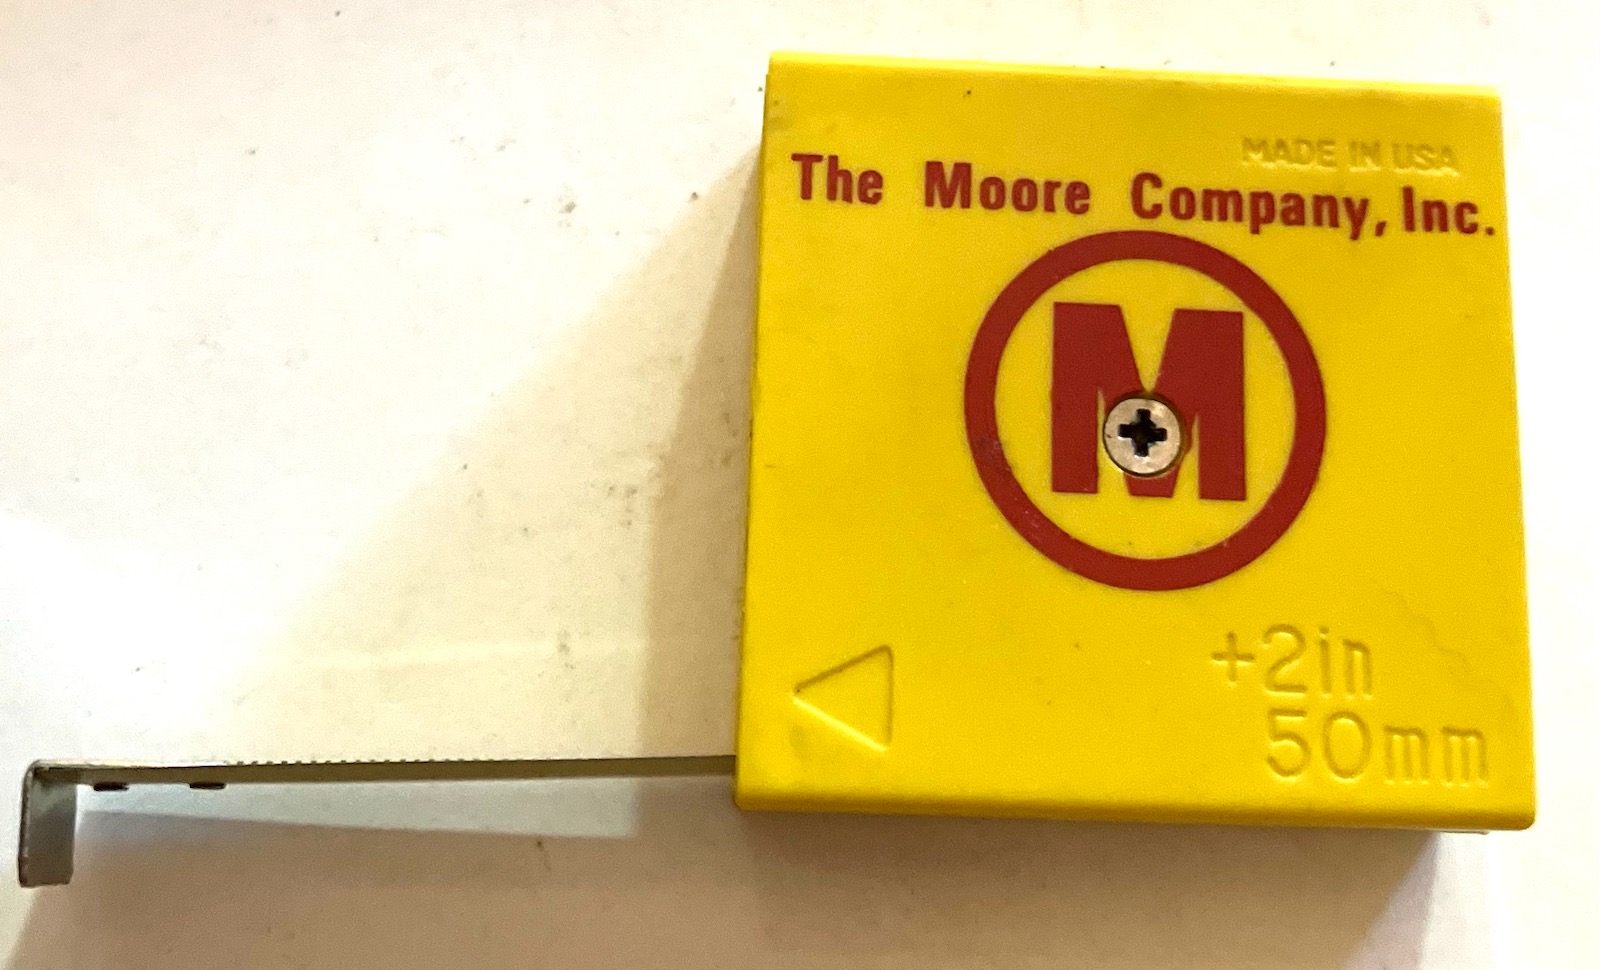 MADE IN USA
The Moore Company, Inc.
M
+2in
50mm